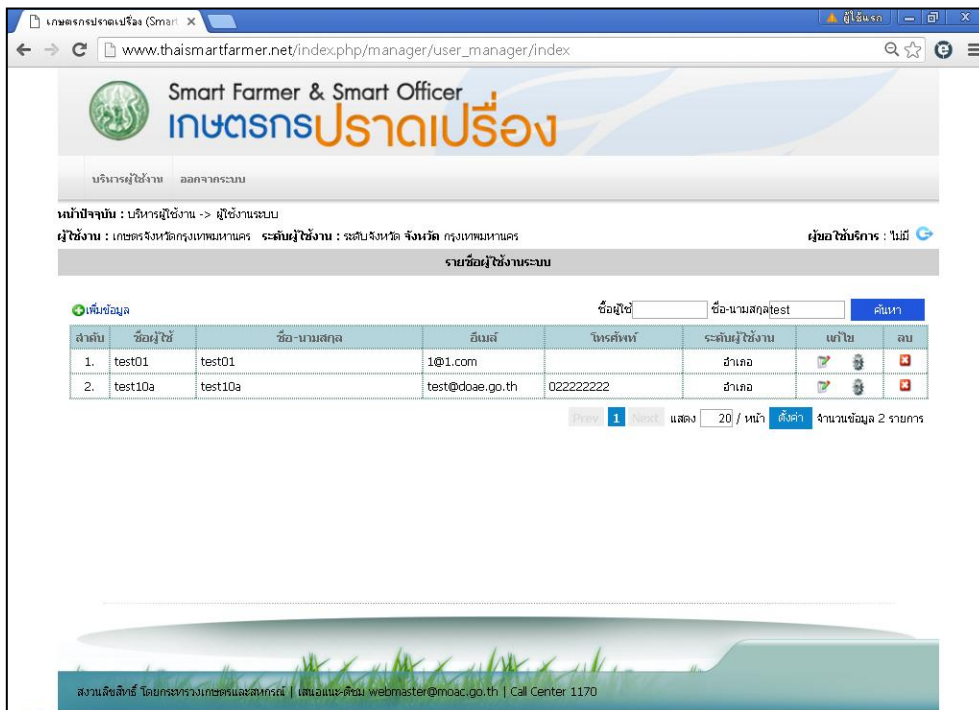 เกษตรกรปราดเปรื่อง (Smart
ผู้ใช้แรก
www.thaismartfarmer.net/index.php/manager/user_manager/index
Smart Farmer & Smart Officer
เกษตรกรปราดเปรื่อง
บริหารผู้ใช้งาน ออกจากระบบ
หน้าปัจจุบัน : บริหารผู้ใช้งาน -> ผู้ใช้งานระบบ
ผู้ใช้งาน : เกษตรจังหวัดกรุงเทพมหานคร ระดับผู้ใช้งาน : ระดับจังหวัด จังหวัด กรุงเทพมหานคร ผู้ขอใช้บริการ : ไม่มี
รายชื่อผู้ใช้งานระบบ
เพิ่มข้อมูล ชื่อผู้ใช้ ชื่อ-นามสกุล test ค้นหา
ลำดับ ชื่อผู้ใช้ ชื่อ-นามสกุล อีเมล์ โทรศัพท์ ระดับผู้ใช้งาน แก้ไข ลบ
1. test01 test01 1@1.com อำเภอ
2. test10a test10a test@doae.go.th 022222222 อำเภอ
Prev 1 Next แสดง 20 / หน้า ตั้งค่า จำนวนข้อมูล 2 รายการ
สงวนลิขสิทธิ์ โดยกระทรวงเกษตรและสหกรณ์ | เสนอแนะ-ติชม webmaster@moac.go.th | Call Center 1170